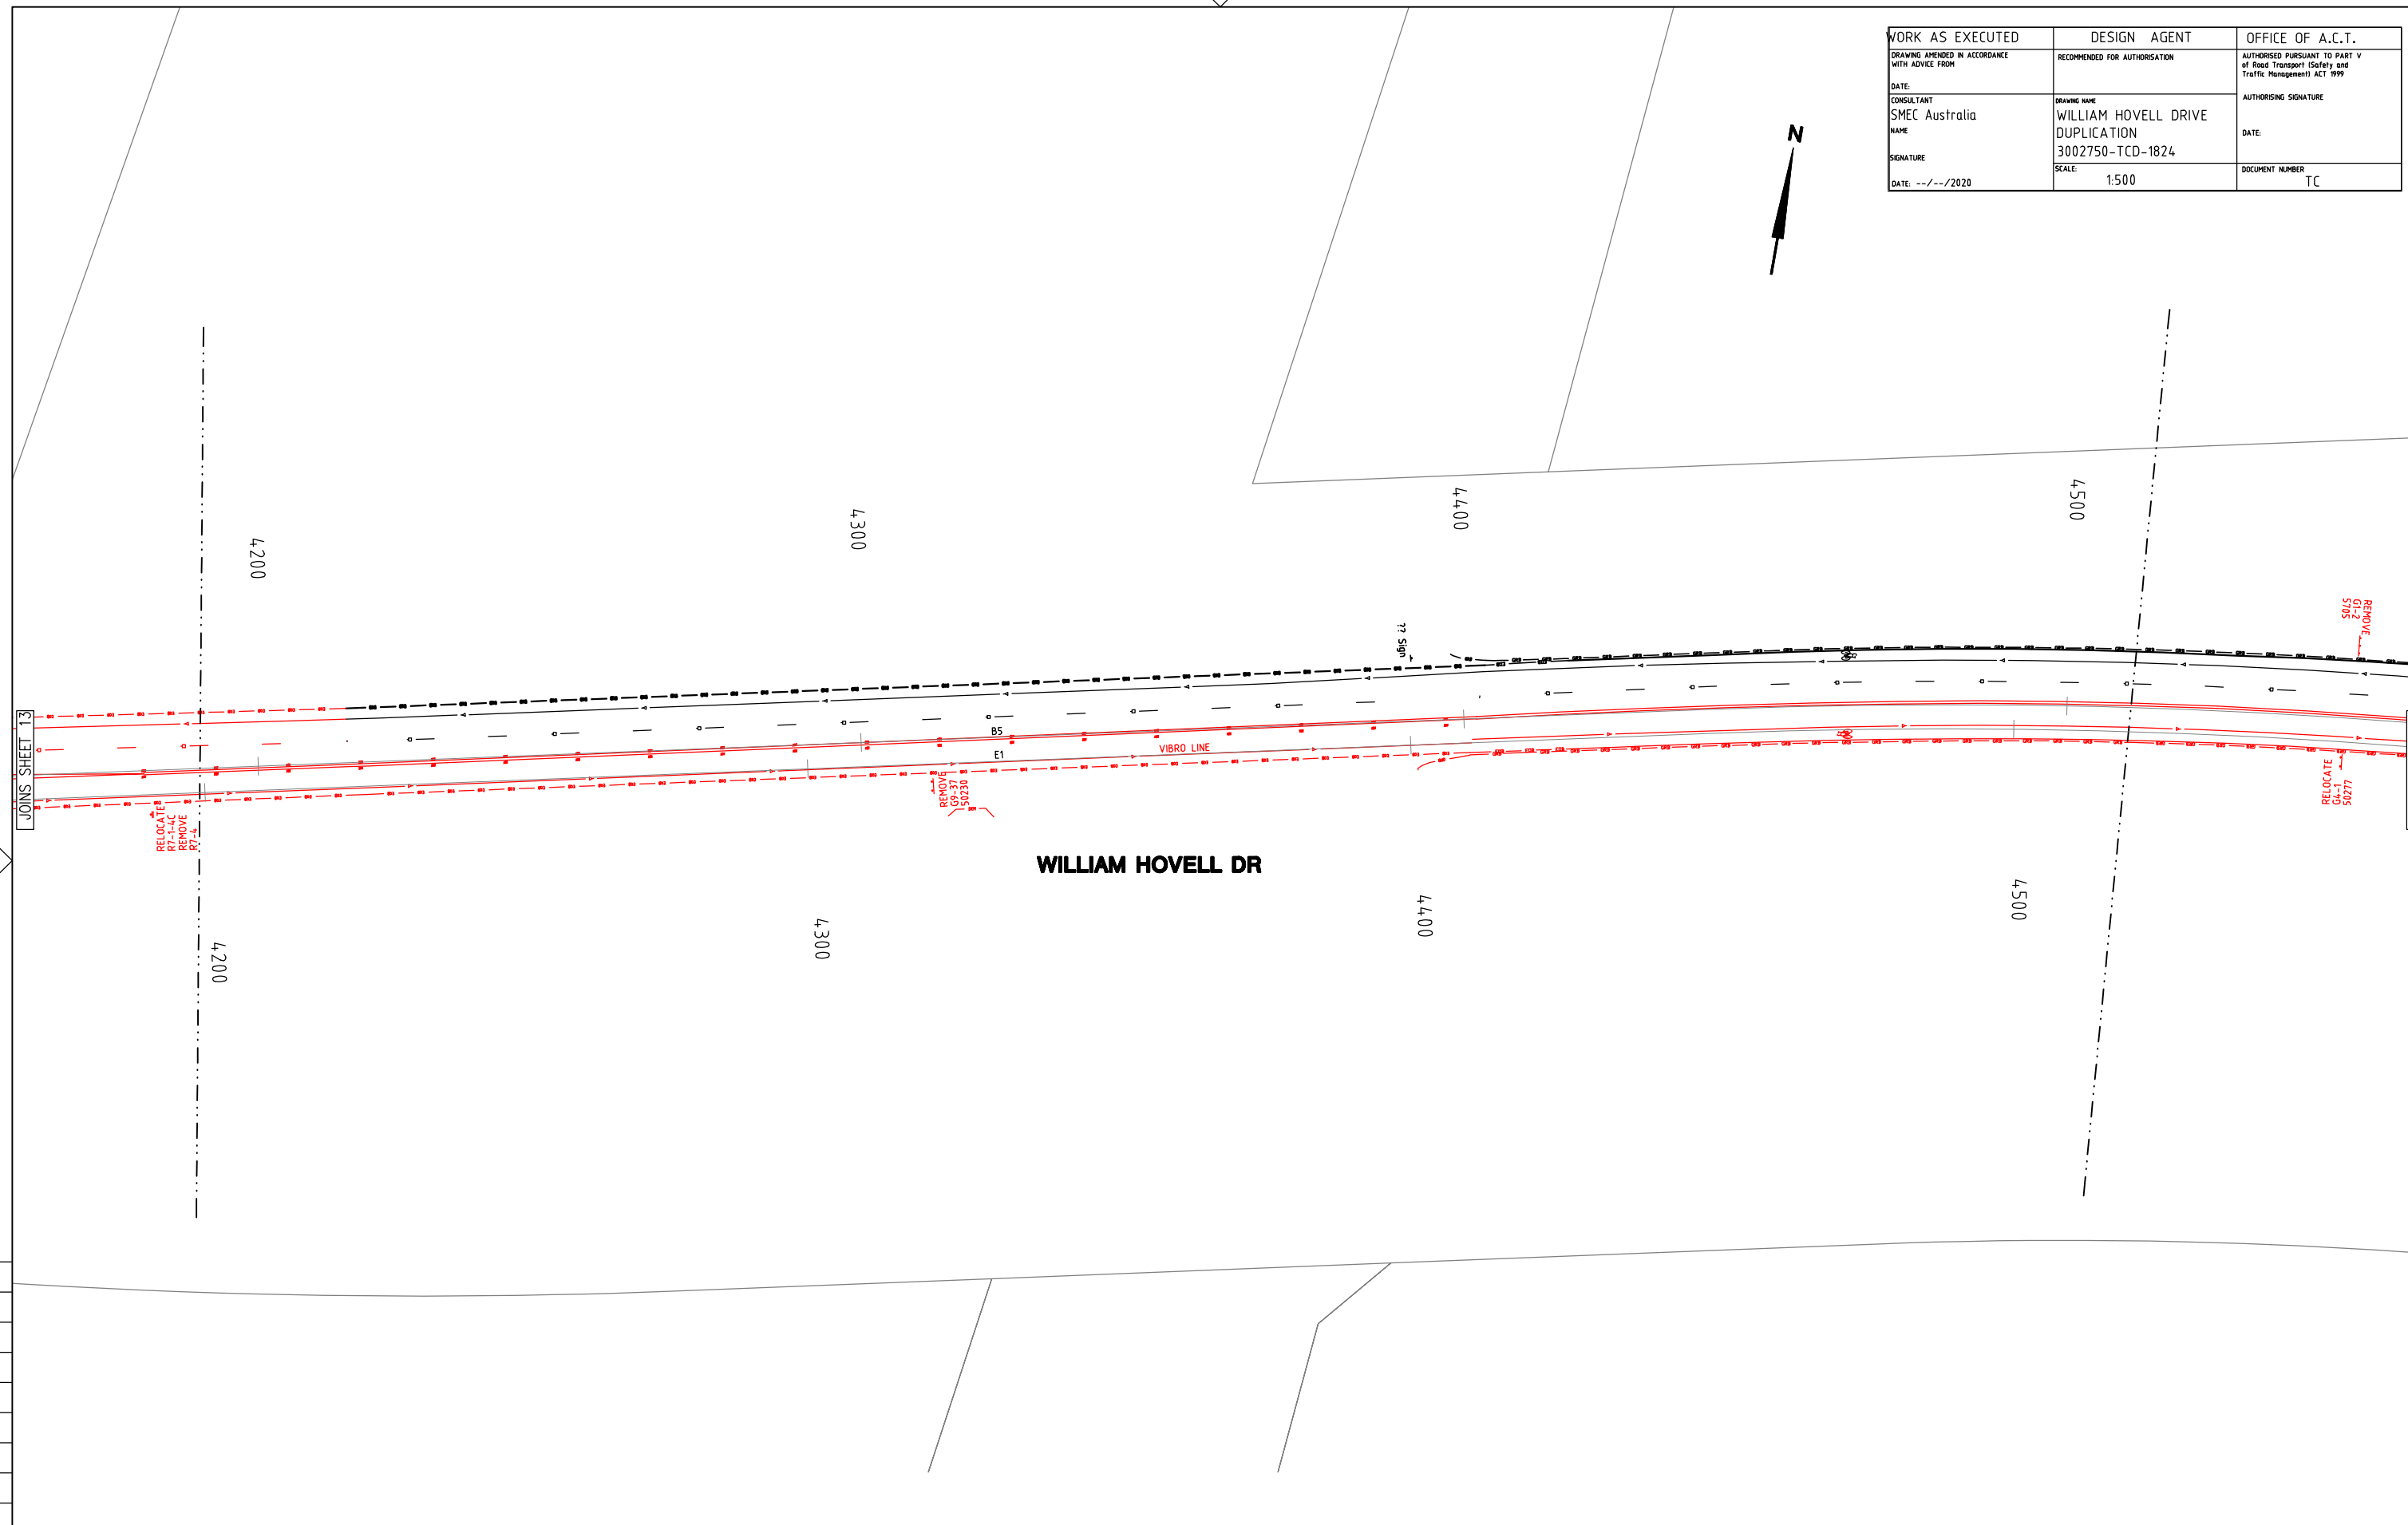 WORK AS EXECUTED
DRAWING AMENDED IN ACCORDANCE
WITH ADVICE FROM
DATE:
CONSULTANT
SMEC Australia
NAME
SIGNATURE
DATE: --/--/2020
DESIGN AGENT
RECOMMENDED FOR AUTHORISATION
DRAWING NAME
WILLIAM HOVELL DRIVE
DUPLICATION
3002750-TCD-1824
SCALE:
1:500
OFFICE OF A.C.T.
AUTHORISED PURSUANT TO PART V
of Road Transport (Safety and
Traffic Management) ACT 1999
AUTHORISING SIGNATURE
DATE:
DOCUMENT NUMBER
TC
N
4200
4300
4400
4500
?? Sign
REMOVE
G1-2
S705
JOINS SHEET 13
B5
E1
VIBRO LINE
RELOCATE
R7-1-4C
REMOVE
R7-4
REMOVE
G9-37
50230
RELOCATE
G4-1
50277
WILLIAM HOVELL DR
4200
4300
4400
4500